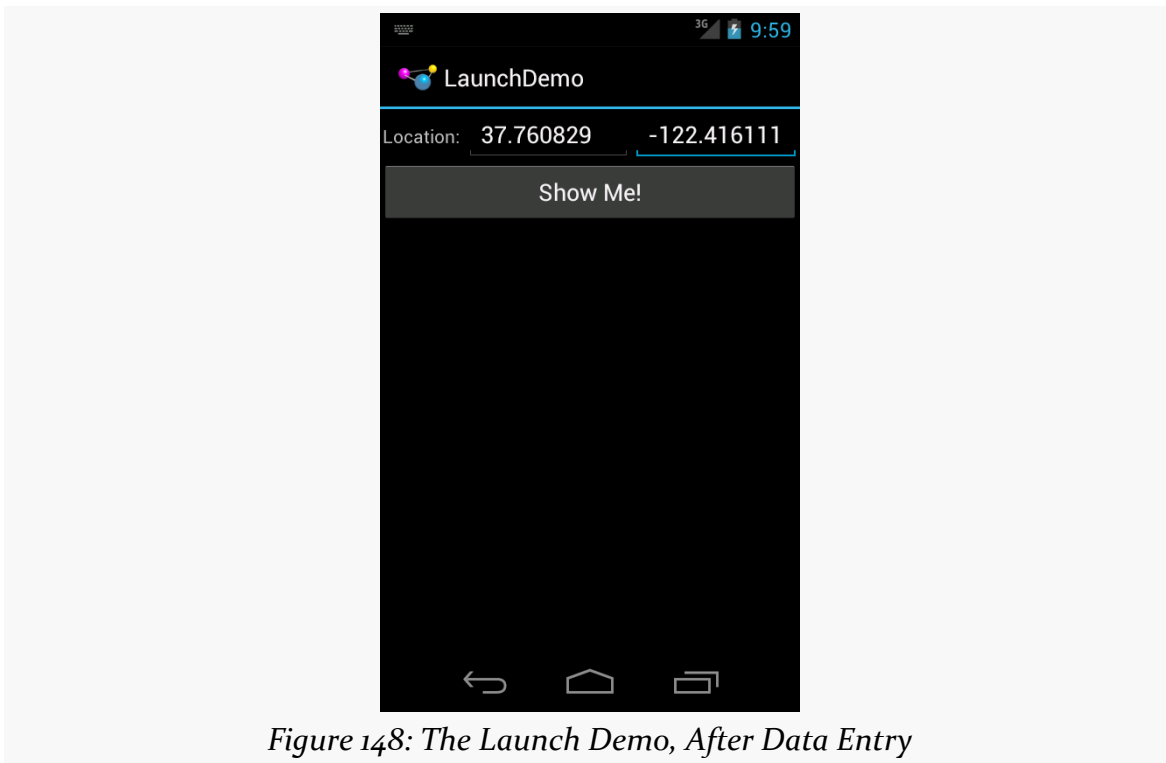 3G 9:59
LaunchDemo
Location: 37.760829 -122.416111
Show Me!
Figure 148: The Launch Demo, After Data Entry